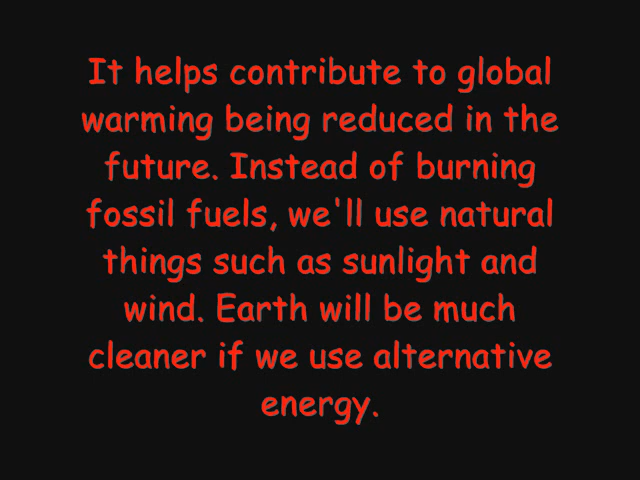 It helps contribute to global
warming being reduced in the
future. Instead of burning
fossil fuels, we'll use natural
things such as sunlight and
wind. Earth will be much
cleaner if we use alternative
energy.